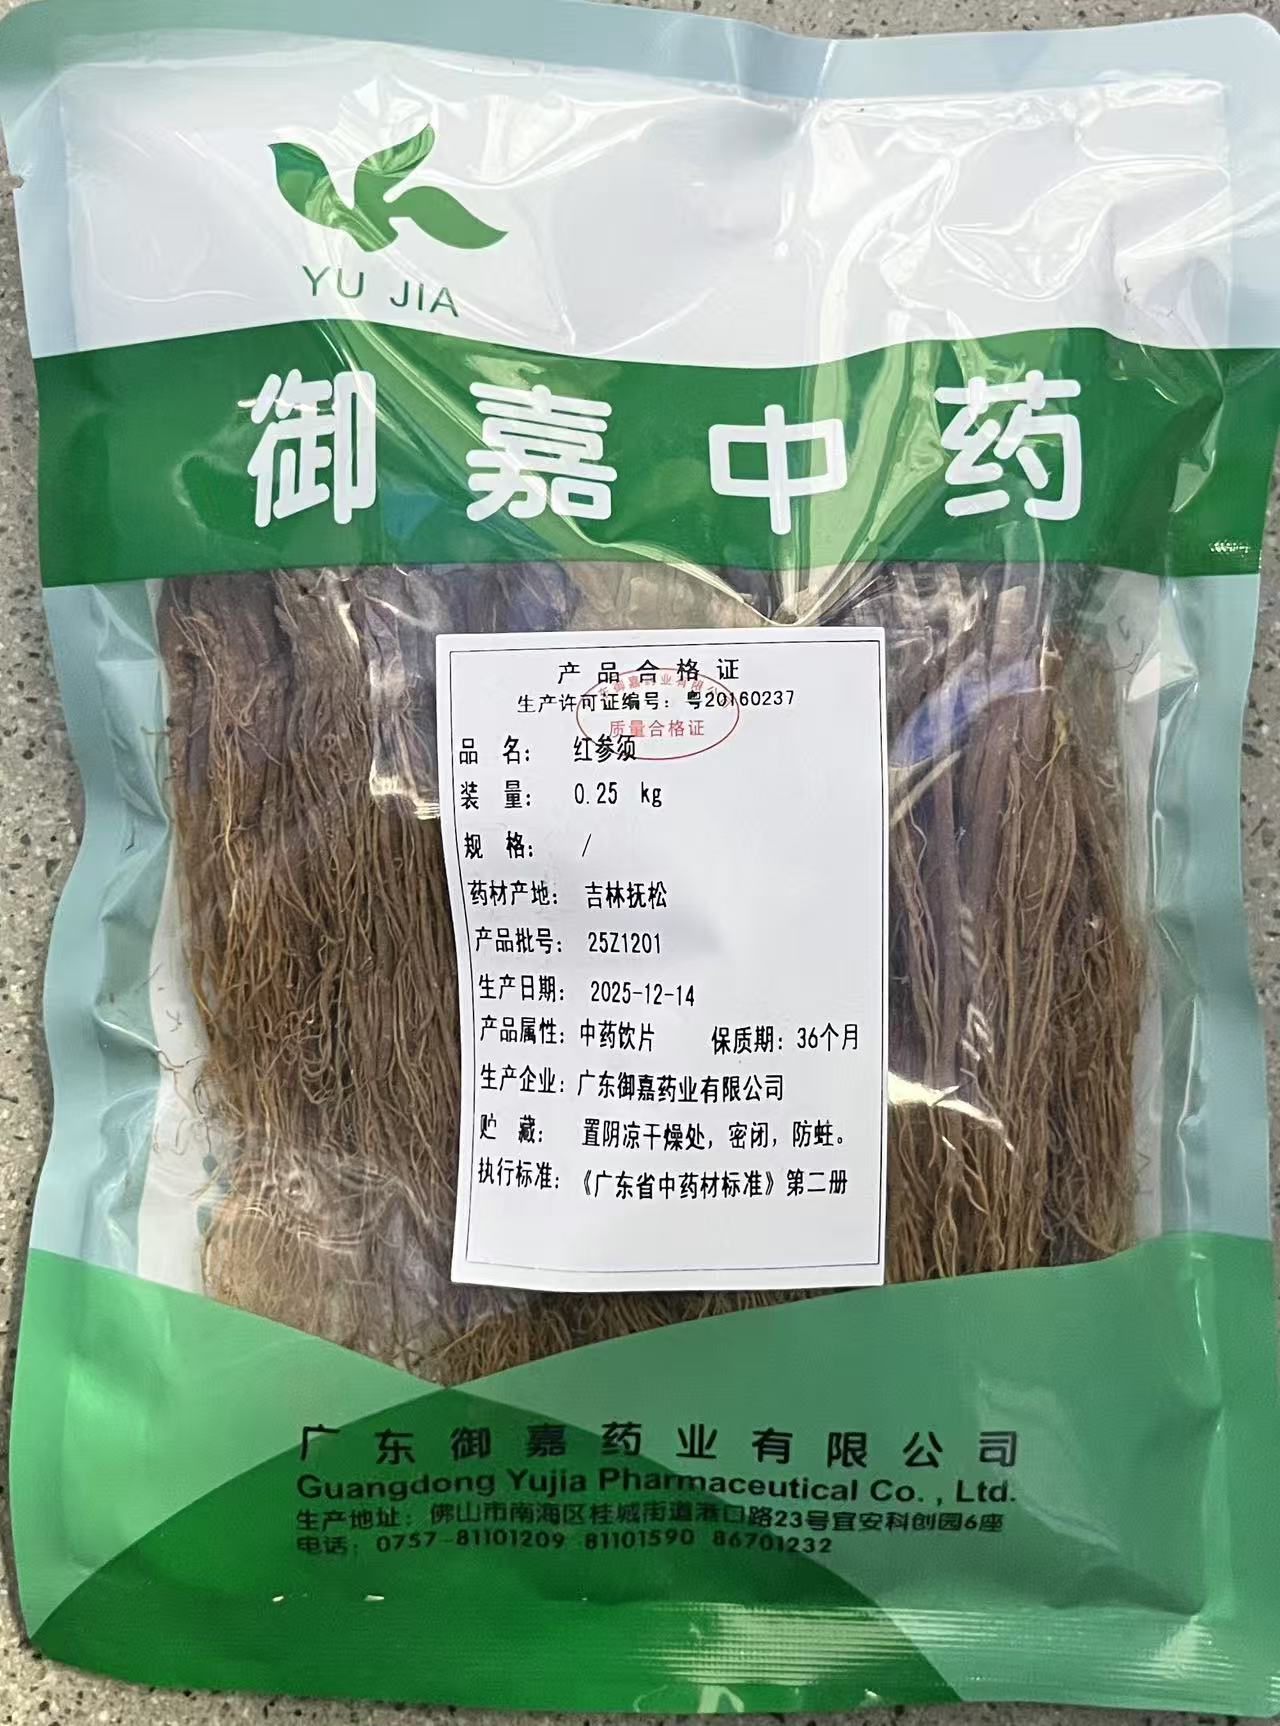 YU JIA
御嘉中药
产品合格证
生产许可证编号：粤20160237
东御嘉药业有限公
质量合格证
品 名： 红参须
装 量： 0.25 kg
规 格： /
药材产地： 吉林抚松
产品批号： 25Z1201
生产日期： 2025-12-14
产品属性：中药饮片 保质期：36个月
生产企业：广东御嘉药业有限公司
贮 藏： 置阴凉干燥处，密闭，防蛀。
执行标准：《广东省中药材标准》第二册
广东御嘉药业有限公司
Guangdong Yujia Pharmaceutical Co. , Ltd.
生产地址：佛山市南海区桂城街道港口路23号宜安科创园6座
电话：0757-81101209 81101590 86701232